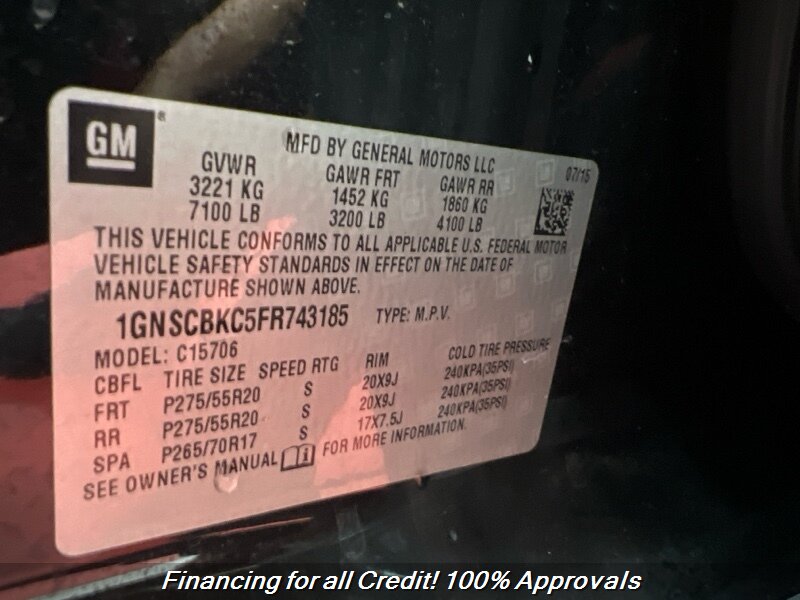 GM ®
MFD BY GENERAL MOTORS LLC 07/15
GVWR GAWR FRT GAWR RR
3221 KG 1452 KG 1860 KG
7100 LB 3200 LB 4100 LB
THIS VEHICLE CONFORMS TO ALL APPLICABLE U.S. FEDERAL MOTOR
VEHICLE SAFETY STANDARDS IN EFFECT ON THE DATE OF
MANUFACTURE SHOWN ABOVE.
1GNSCBKC5FR743185 TYPE: M.P.V.
MODEL: C15706
CBFL TIRE SIZE SPEED RTG RIM COLD TIRE PRESSURE
FRT P275/55R20 S 20X9J 240KPA(35PSI)
RR P275/55R20 S 20X9J 240KPA(35PSI)
SPA P265/70R17 S 17X7.5J 240KPA(35PSI)
SEE OWNER'S MANUAL FOR MORE INFORMATION.
Financing for all Credit! 100% Approvals